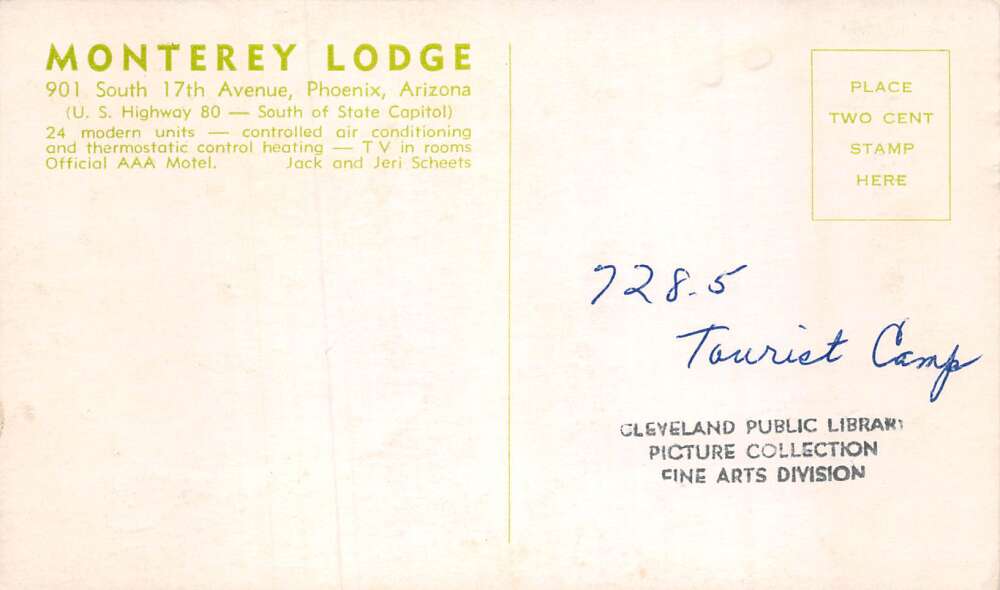 MONTEREY LODGE
901 South 17th Avenue, Phoenix, Arizona
(U. S. Highway 80 — South of State Capitol)
24 modern units — controlled air conditioning
and thermostatic control heating — TV in rooms
Official AAA Motel. Jack and Jeri Scheets
PLACE
TWO CENT
STAMP
HERE
728.5
Tourist Camp
CLEVELAND PUBLIC LIBRARY
PICTURE COLLECTION
FINE ARTS DIVISION